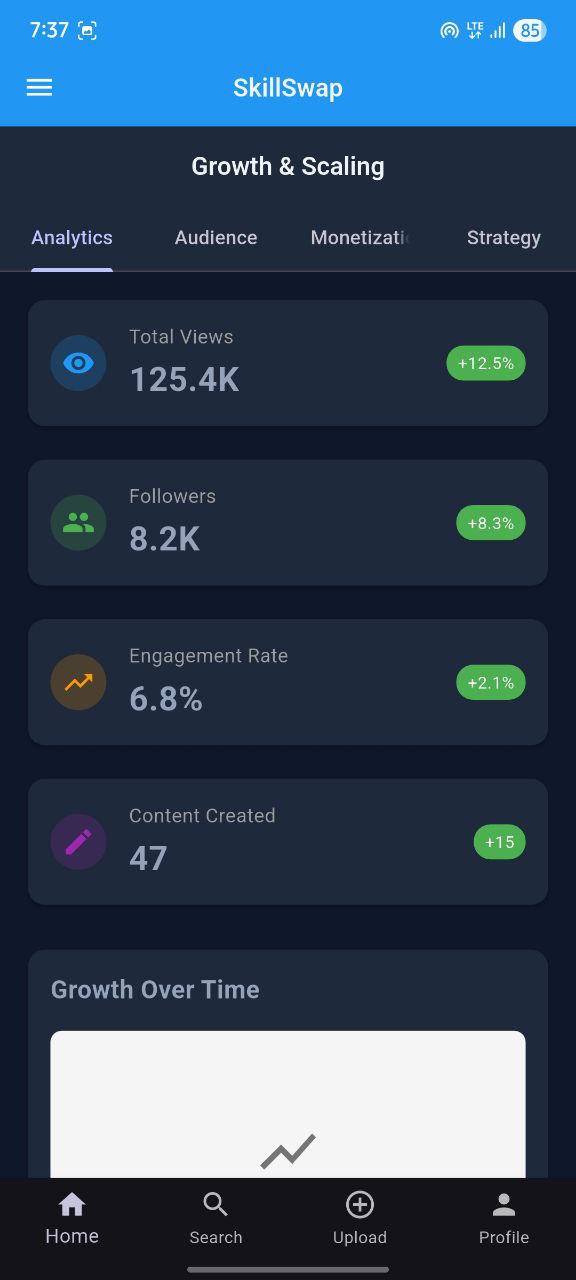 7:37
LTE
85
SkillSwap
Growth & Scaling
Analytics Audience Monetizati Strategy
Total Views
125.4K
+12.5%
Followers
8.2K
+8.3%
Engagement Rate
6.8%
+2.1%
Content Created
47
+15
Growth Over Time
Home Search Upload Profile